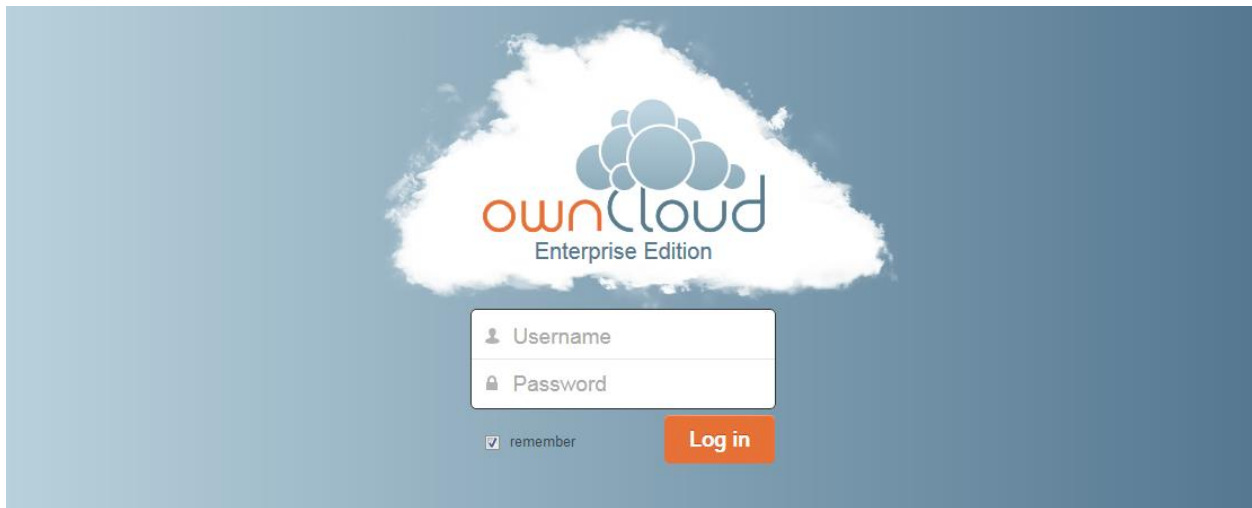 ownCloud
Enterprise Edition
Username
Password
remember
Log in